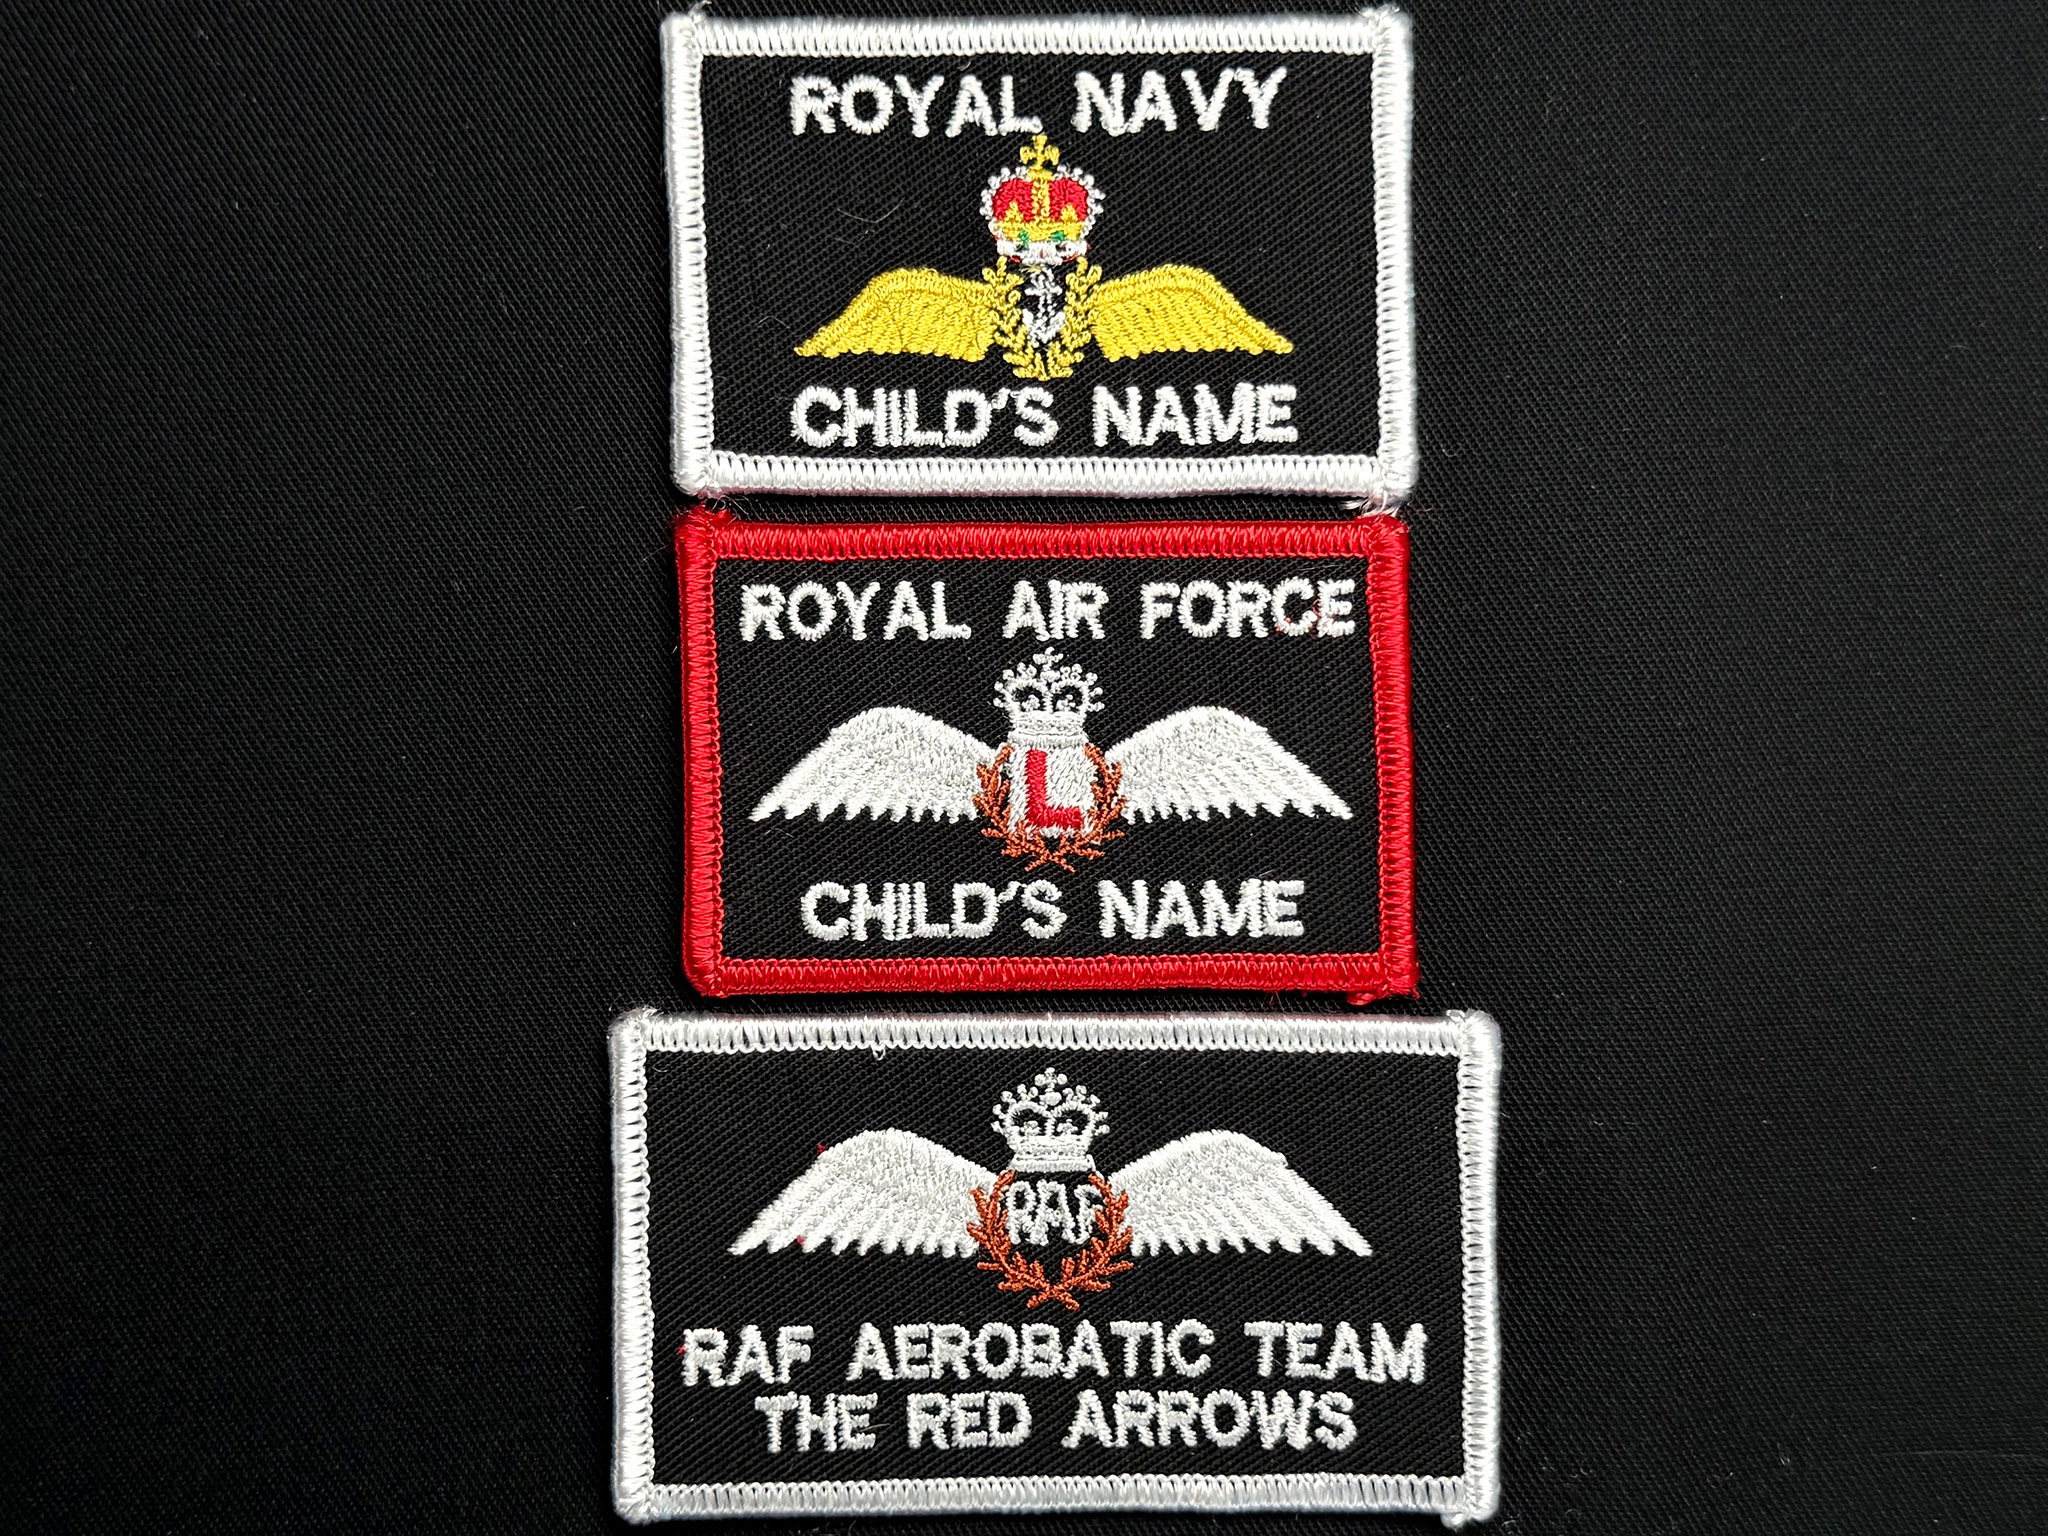 ROYAL NAVY
CHILD'S NAME
ROYAL AIR FORCE
L
CHILD'S NAME
RAF
RAF AEROBATIC TEAM
THE RED ARROWS